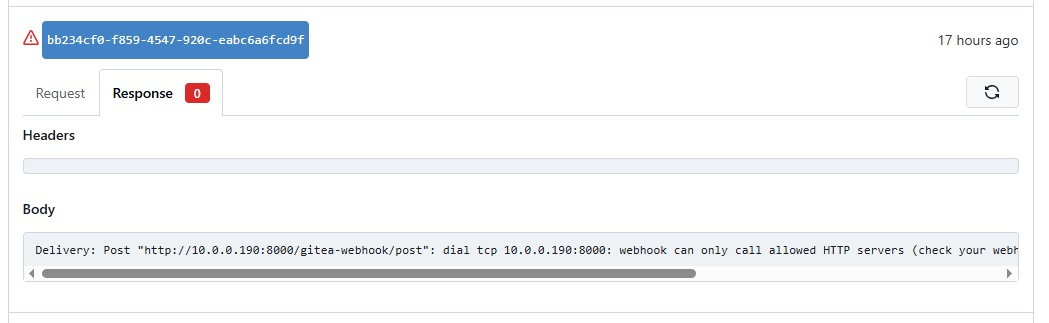 bb234cf0-f859-4547-920c-eabc6a6fcd9f
17 hours ago
Request
Response 0
Headers
Body
Delivery: Post "http://10.0.0.190:8000/gitea-webhook/post": dial tcp 10.0.0.190:8000: webhook can only call allowed HTTP servers (check your